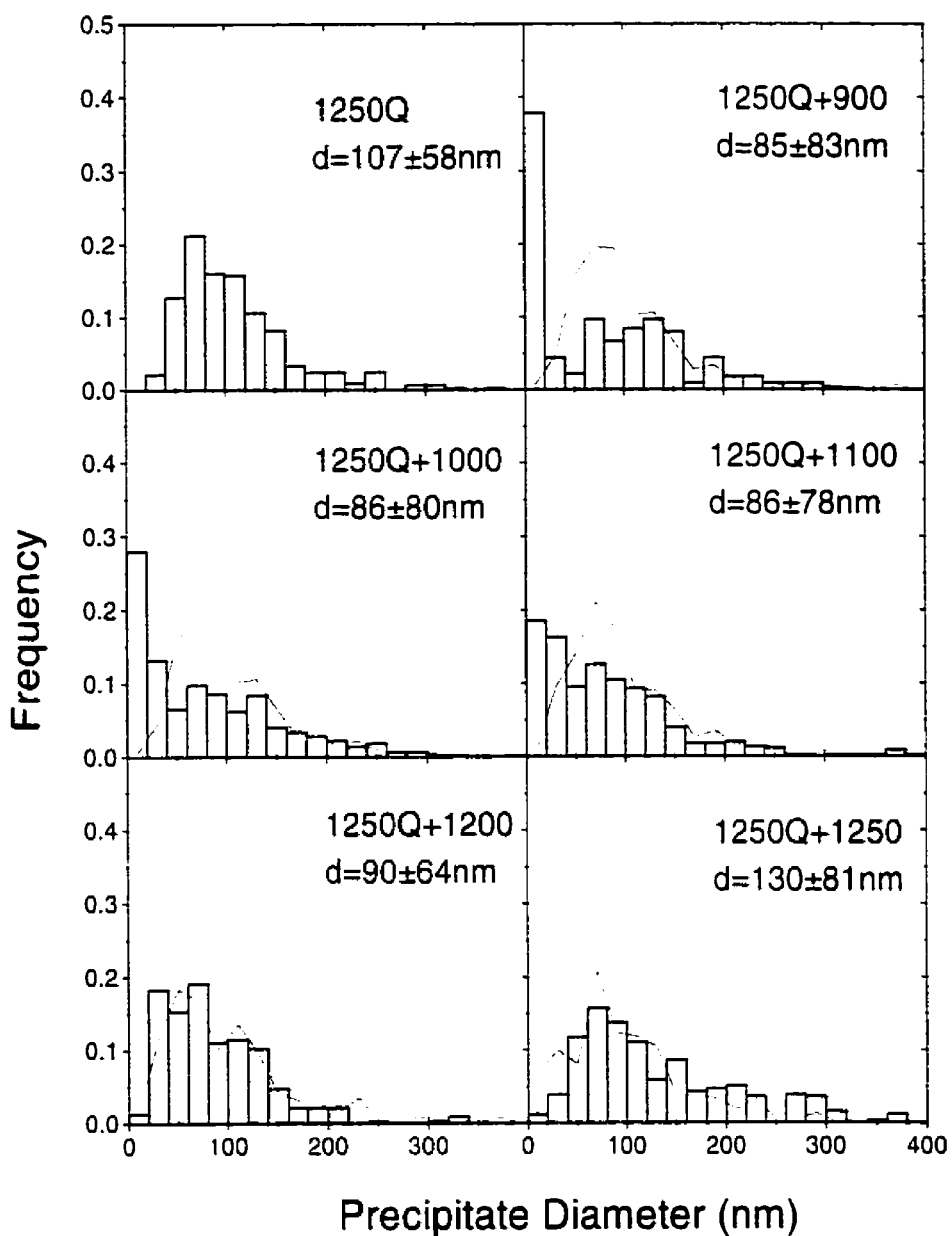 0.5
0.4
0.3
0.2
0.1
0.0
1250Q
d=107±58nm
1250Q+900
d=85±83nm
0.4
0.3
0.2
0.1
0.0
1250Q+1000
d=86±80nm
1250Q+1100
d=86±78nm
0.4
0.3
0.2
0.1
0.0
1250Q+1200
d=90±64nm
1250Q+1250
d=130±81nm
0 100 200 300 0 100 200 300 400
Frequency
Precipitate Diameter (nm)